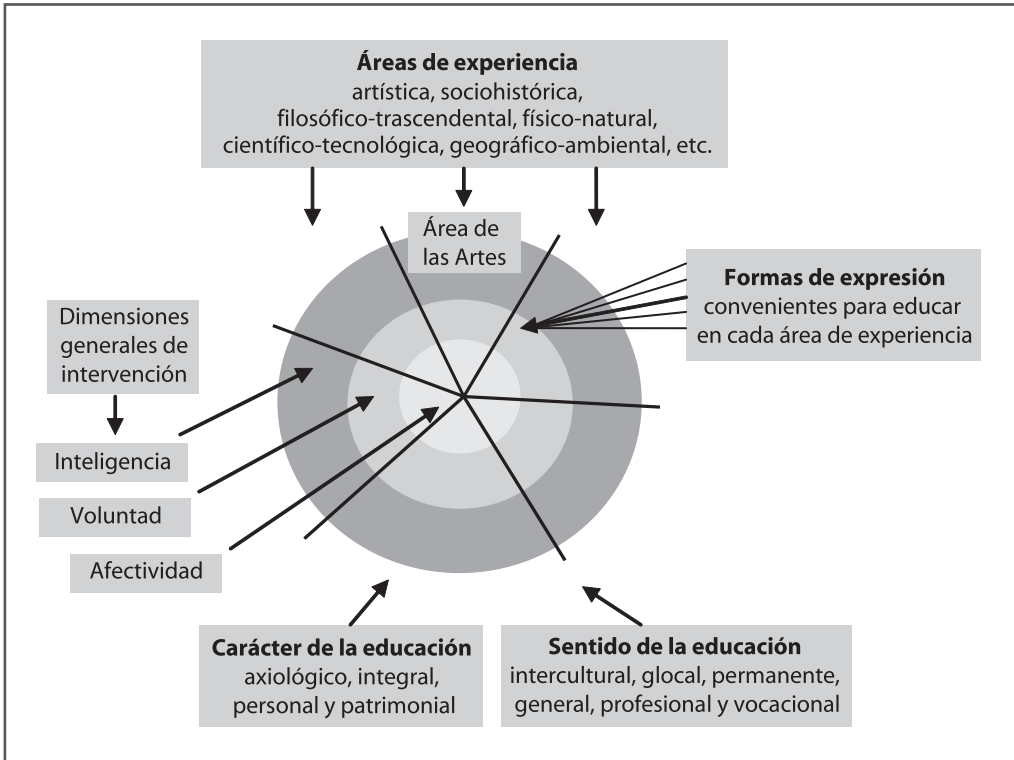 Áreas de experiencia
artística, sociohistórica,
filosófico-trascendental, físico-natural,
científico-tecnológica, geográfico-ambiental, etc.
Área de
las Artes
Formas de expresión
convenientes para educar
en cada área de experiencia
Dimensiones
generales de
intervención
Inteligencia
Voluntad
Afectividad
Carácter de la educación
axiológico, integral,
personal y patrimonial
Sentido de la educación
intercultural, glocal, permanente,
general, profesional y vocacional